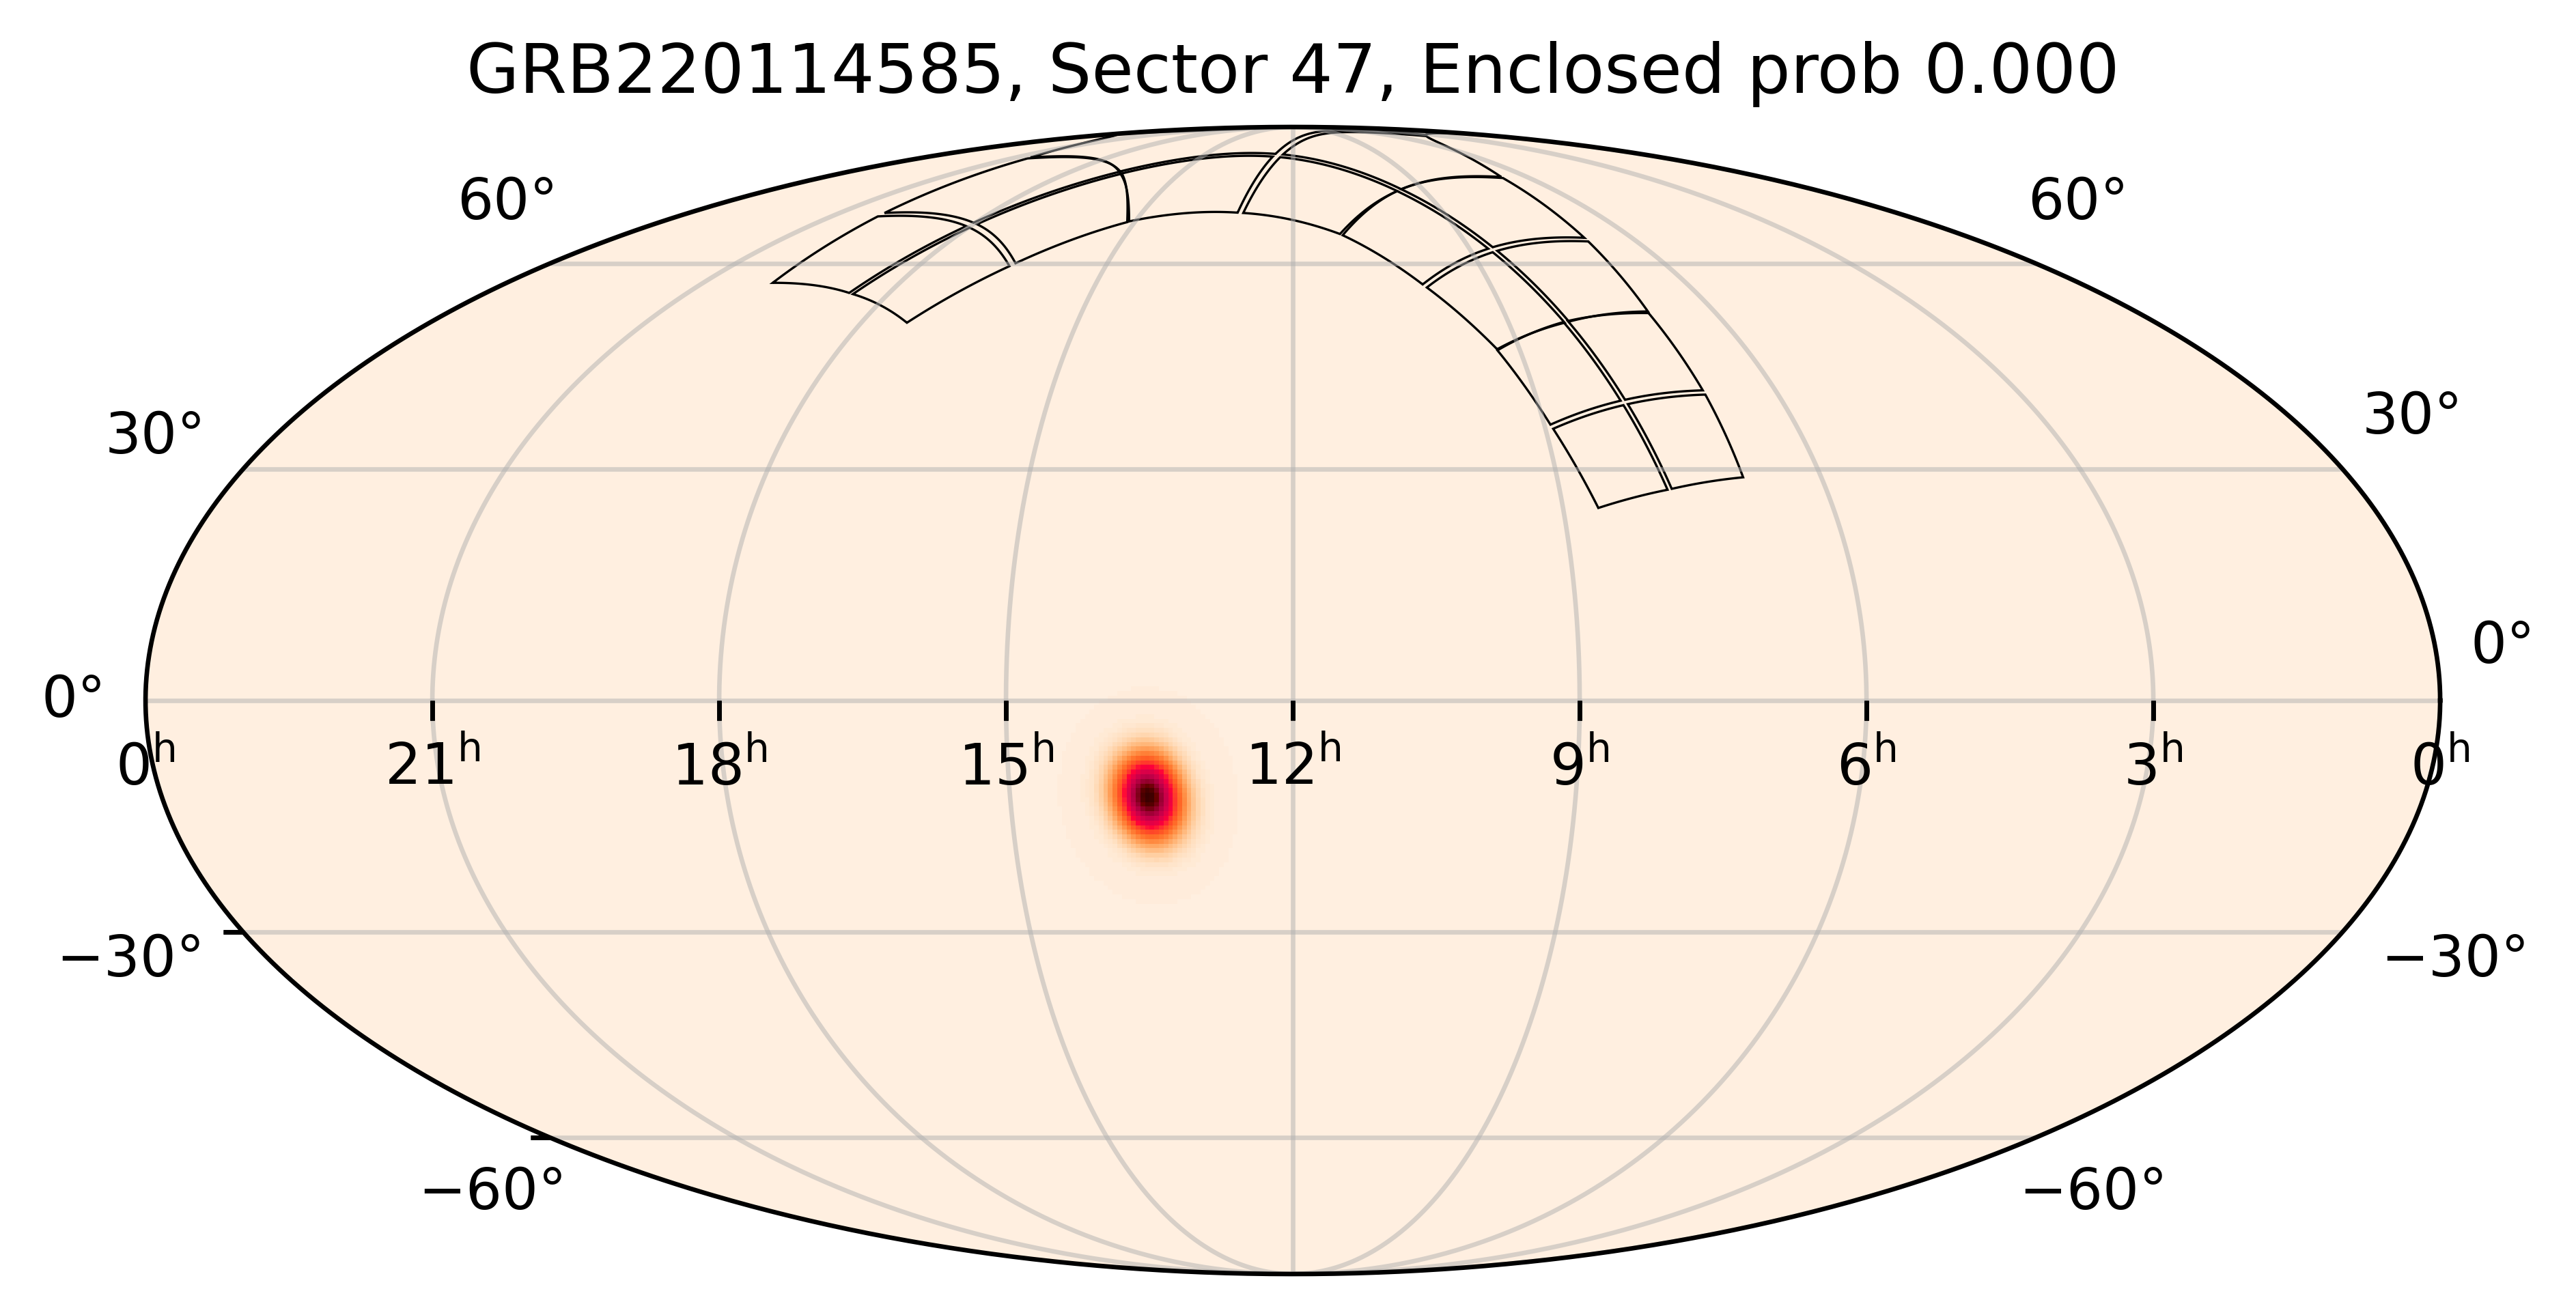 GRB220114585, Sector 47, Enclosed prob 0.000
60° 60°
30° 30°
0° 0°
0h 21h 18h 15h 12h 9h 6h 3h 0h
−30° −30°
−60° −60°